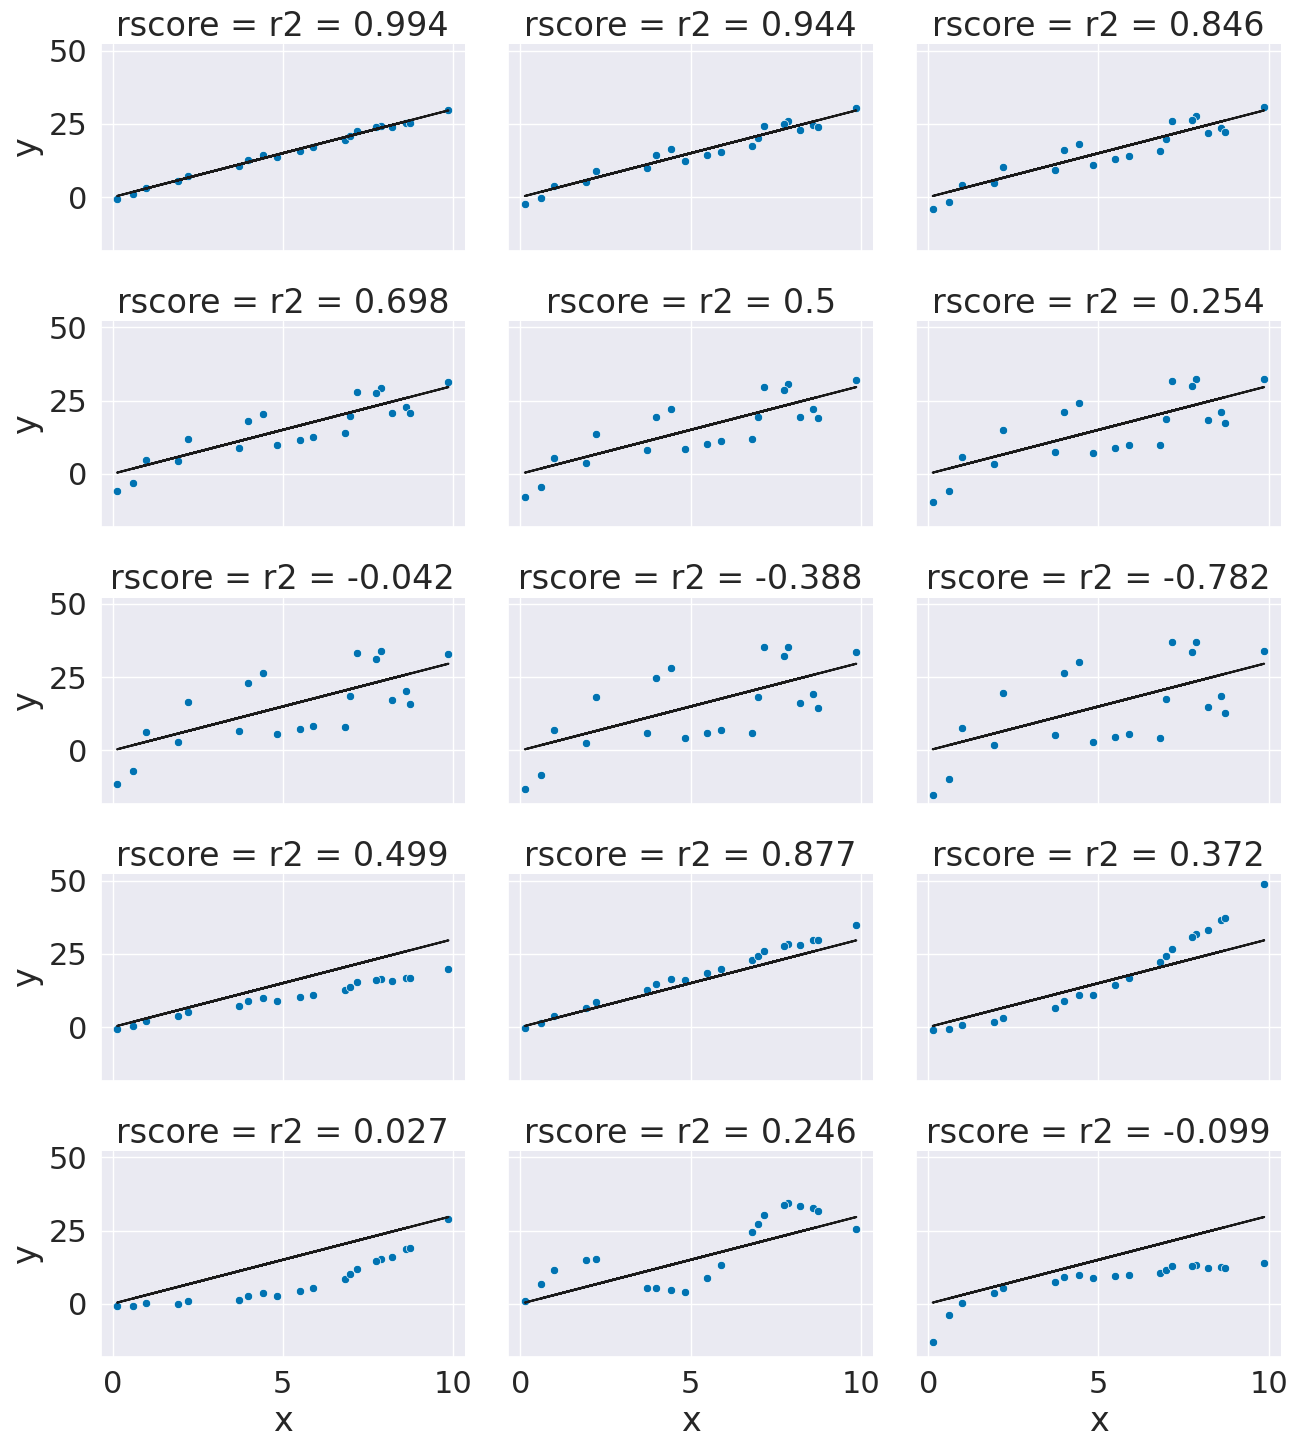 rscore = r2 = 0.994 rscore = r2 = 0.944 rscore = r2 = 0.846
50
25
0
y
rscore = r2 = 0.698 rscore = r2 = 0.5 rscore = r2 = 0.254
50
25
0
y
rscore = r2 = -0.042 rscore = r2 = -0.388 rscore = r2 = -0.782
50
25
0
y
rscore = r2 = 0.499 rscore = r2 = 0.877 rscore = r2 = 0.372
50
25
0
y
rscore = r2 = 0.027 rscore = r2 = 0.246 rscore = r2 = -0.099
50
25
0
y
0 5 10 0 5 10 0 5 10
x x x